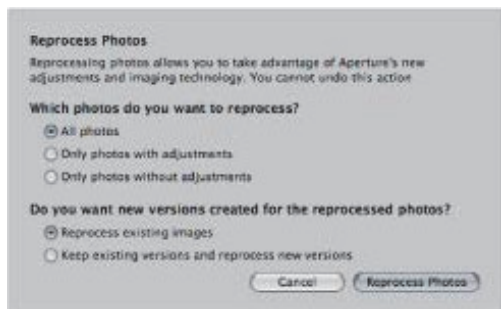 Reprocess Photos
Reprocessing photos allows you to take advantage of Aperture's new
adjustments and imaging technology. You cannot undo this action
Which photos do you want to reprocess?
All photos
Only photos with adjustments
Only photos without adjustments
Do you want new versions created for the reprocessed photos?
Reprocess existing images
Keep existing versions and reprocess new versions
Cancel Reprocess Photos